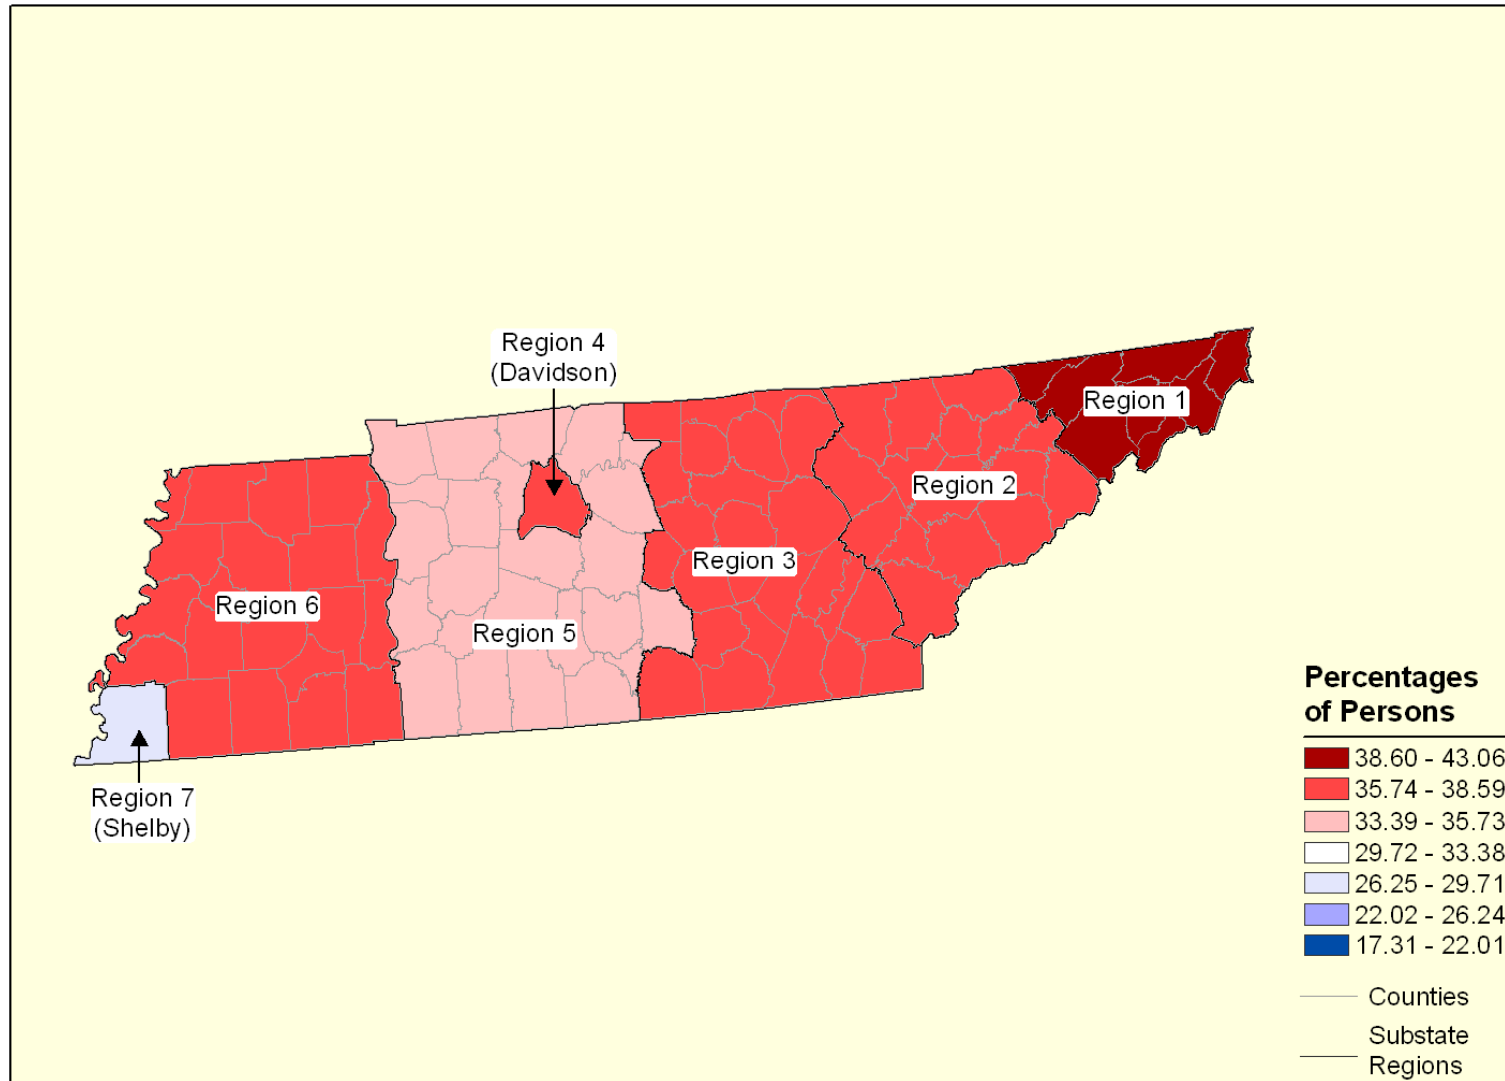 Region 4
(Davidson)
Region 1
Region 2
Region 3
Region 6
Region 5
Region 7
(Shelby)
Percentages
of Persons
38.60 - 43.06
35.74 - 38.59
33.39 - 35.73
29.72 - 33.38
26.25 - 29.71
22.02 - 26.24
17.31 - 22.01
Counties
Substate
Regions